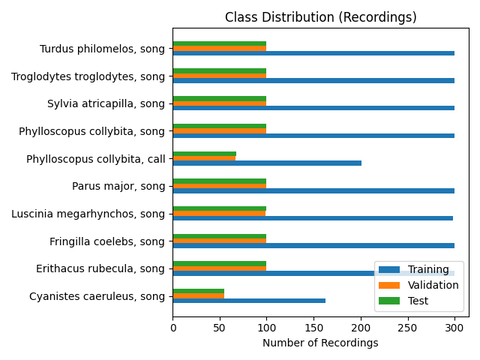 Class Distribution (Recordings)
Turdus philomelos, song
Troglodytes troglodytes, song
Sylvia atricapilla, song
Phylloscopus collybita, song
Phylloscopus collybita, call
Parus major, song
Luscinia megarhynchos, song
Fringilla coelebs, song
Erithacus rubecula, song
Cyanistes caeruleus, song
Training
Validation
Test
0 50 100 150 200 250 300
Number of Recordings